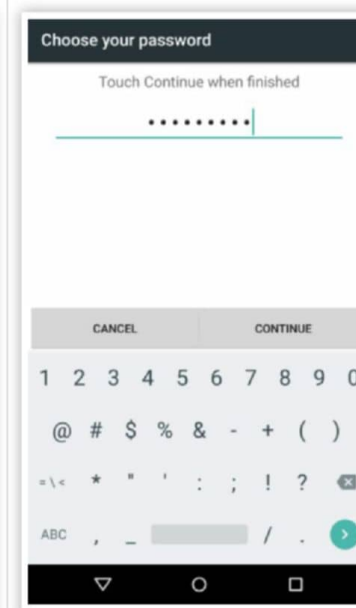 Choose your password
Touch Continue when finished
•••••••••
CANCEL CONTINUE
1 2 3 4 5 6 7 8 9 0
@ # $ % & - + ( )
= \ < * " ' : ; ! ?
ABC , _ / .